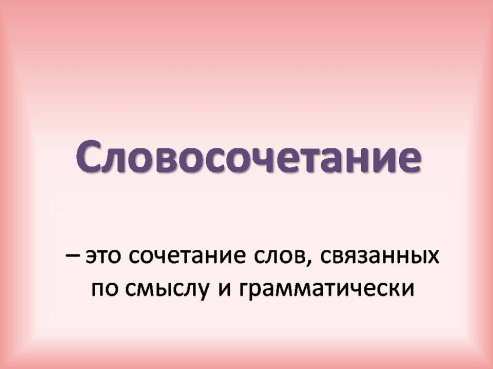 Словосочетание
– это сочетание слов, связанных
по смыслу и грамматически